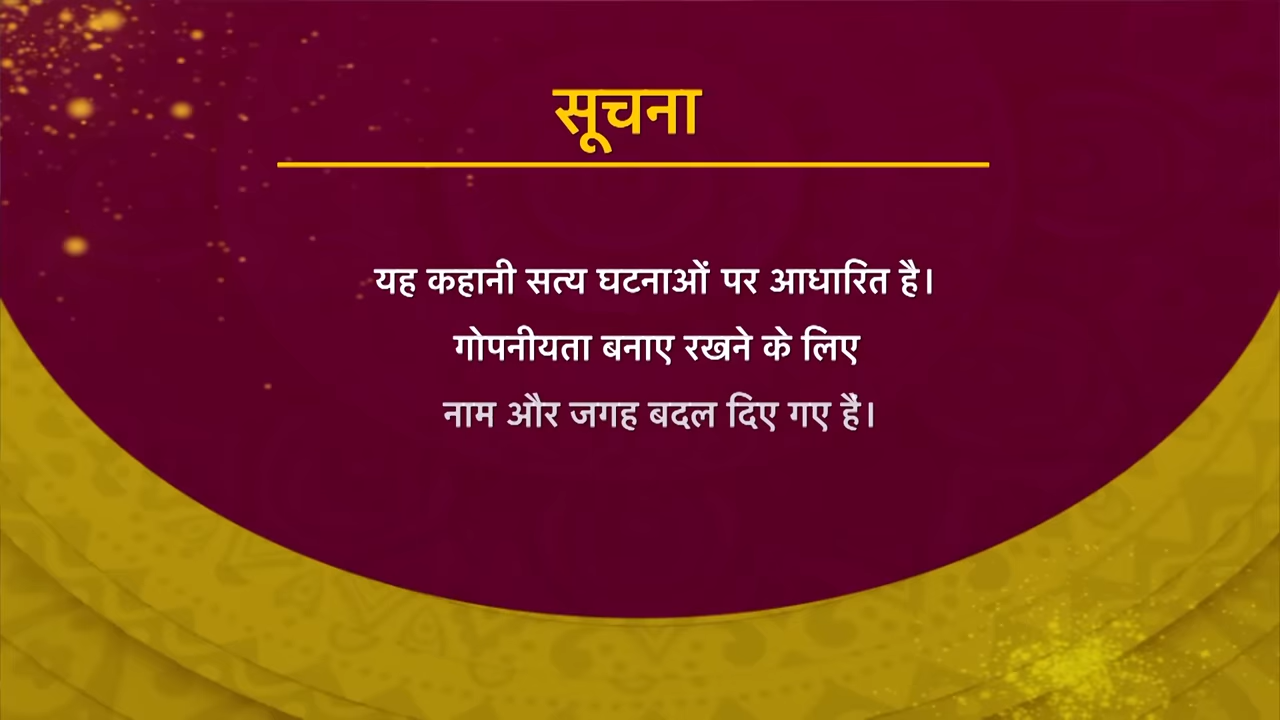 सूचना
यह कहानी सत्य घटनाओं पर आधारित है।
गोपनीयता बनाए रखने के लिए
नाम और जगह बदल दिए गए हैं।